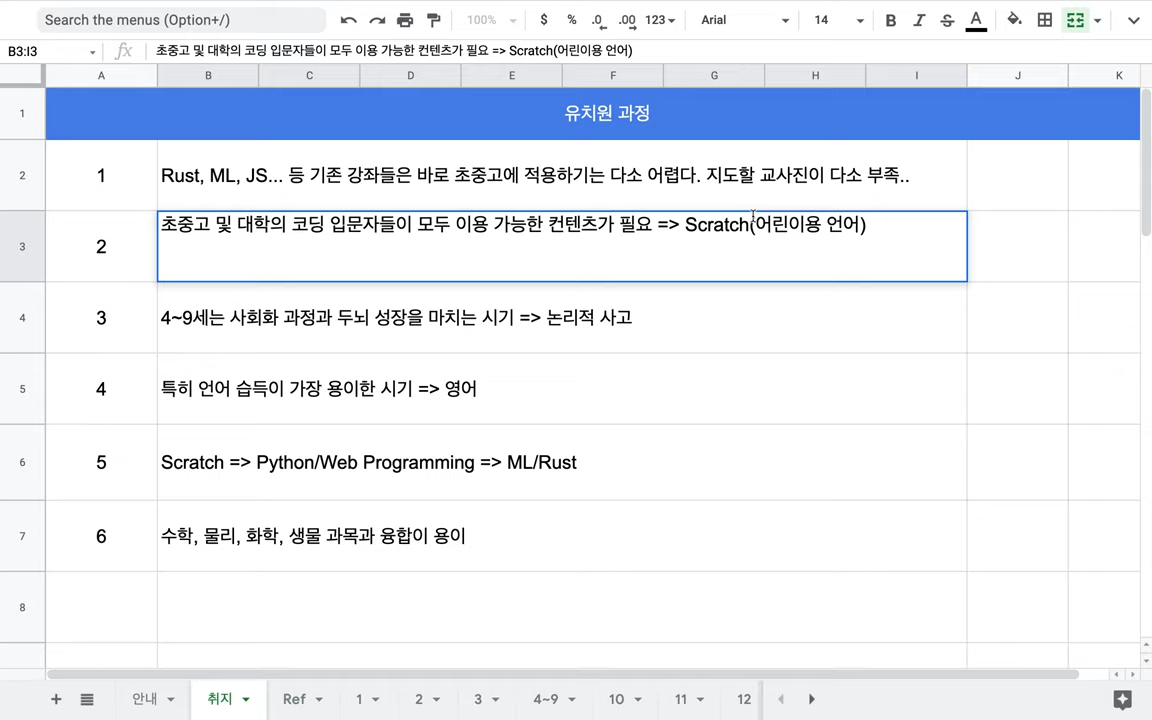 Search the menus (Option+/) 100% $ % .0 .00 123 Arial 14 B I S A
B3:I3 fx 초중고 및 대학의 코딩 입문자들이 모두 이용 가능한 컨텐츠가 필요 => Scratch(어린이용 언어)
A B C D E F G H I J K
1 유치원 과정
2 1 Rust, ML, JS... 등 기존 강좌들은 바로 초중고에 적용하기는 다소 어렵다. 지도할 교사진이 다소 부족..
3 2 초중고 및 대학의 코딩 입문자들이 모두 이용 가능한 컨텐츠가 필요 => Scratch(어린이용 언어)
4 3 4~9세는 사회화 과정과 두뇌 성장을 마치는 시기 => 논리적 사고
5 4 특히 언어 습득이 가장 용이한 시기 => 영어
6 5 Scratch => Python/Web Programming => ML/Rust
7 6 수학, 물리, 화학, 생물 과목과 융합이 용이
8
안내 취지 Ref 1 2 3 4~9 10 11 12